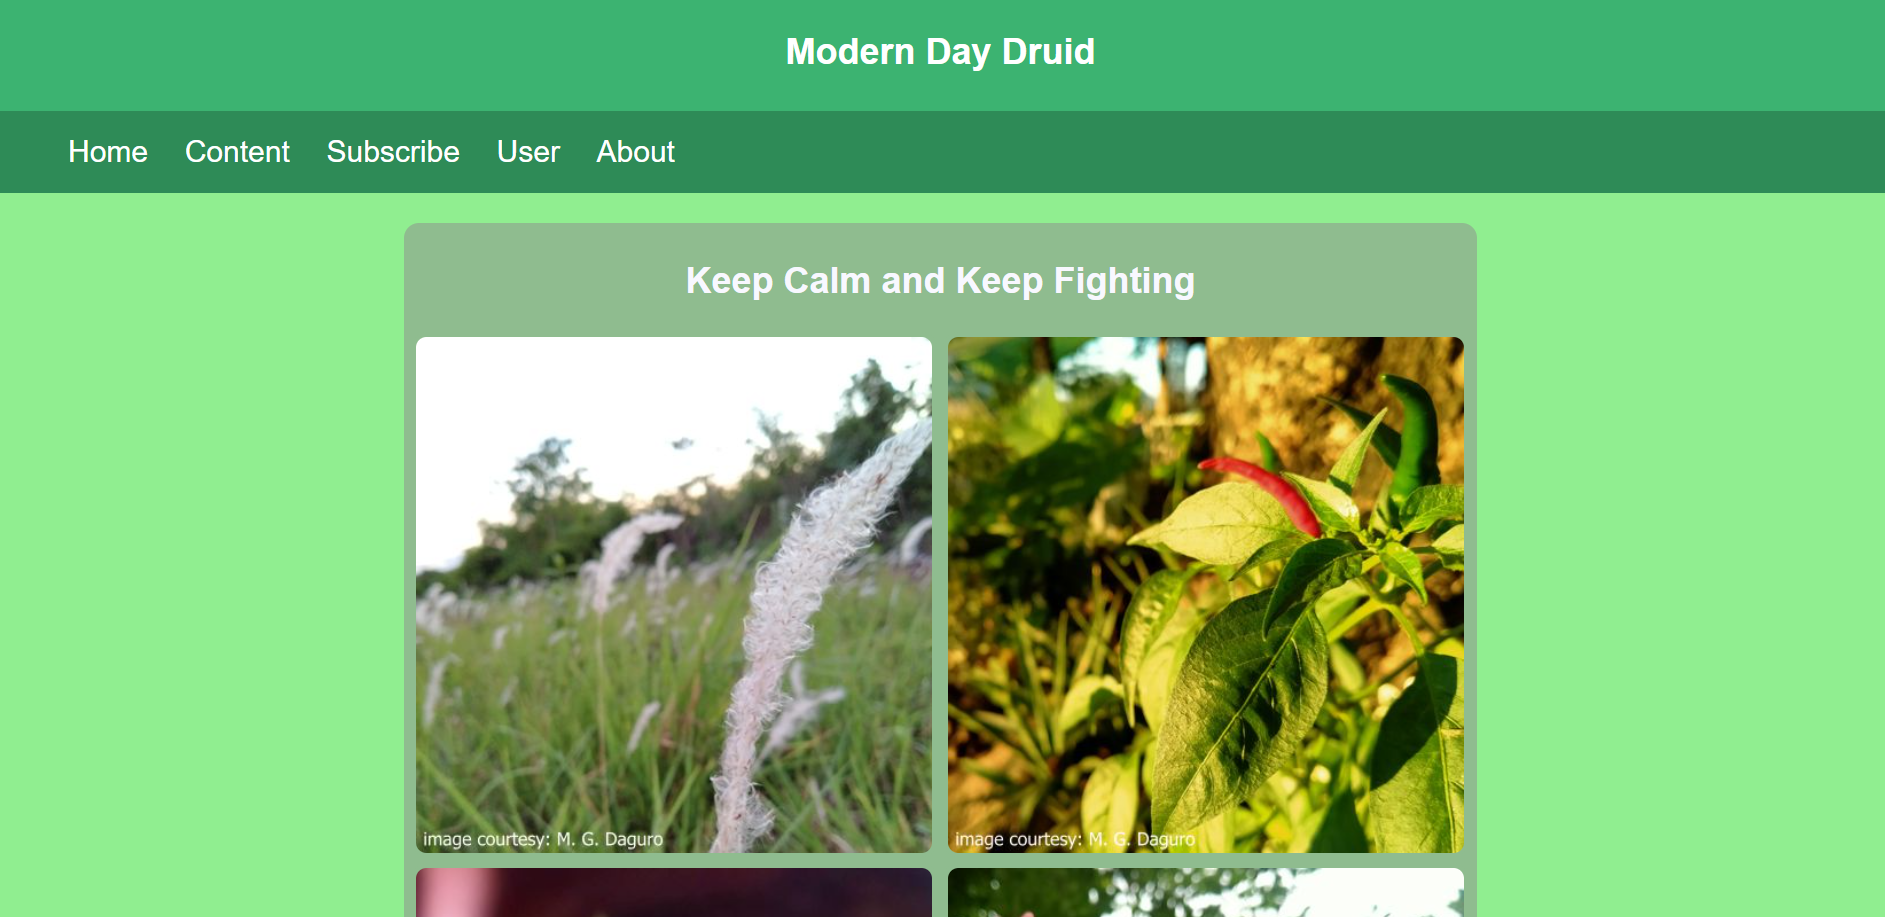 Modern Day Druid
Home Content Subscribe User About
Keep Calm and Keep Fighting
image courtesy: M. G. Daguro
image courtesy: M. G. Daguro